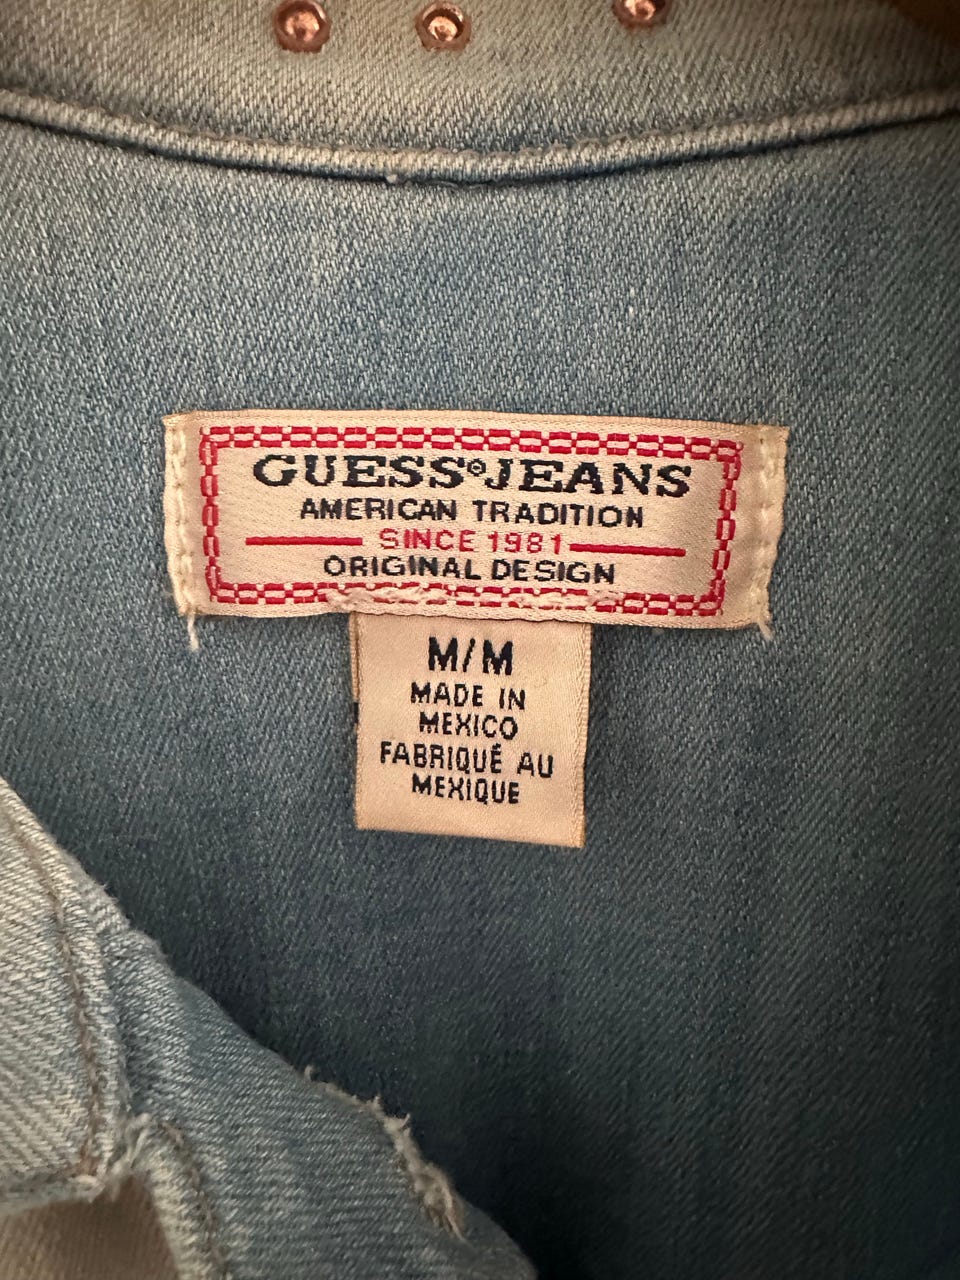 GUESS®JEANS
AMERICAN TRADITION
SINCE 1981
ORIGINAL DESIGN
M/M
MADE IN
MEXICO
FABRIQUÉ AU
MEXIQUE